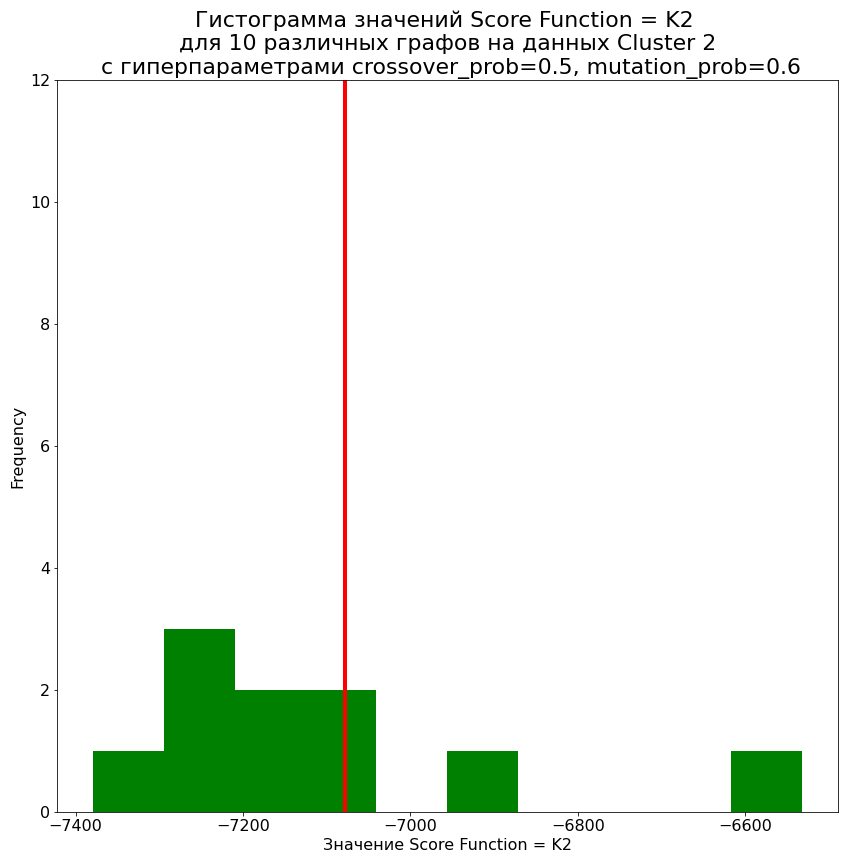 Гистограмма значений Score Function = K2
для 10 различных графов на данных Cluster 2
с гиперпараметрами crossover_prob=0.5, mutation_prob=0.6
12
10
8
6
4
2
0
Frequency
−7400 −7200 −7000 −6800 −6600
Значение Score Function = K2